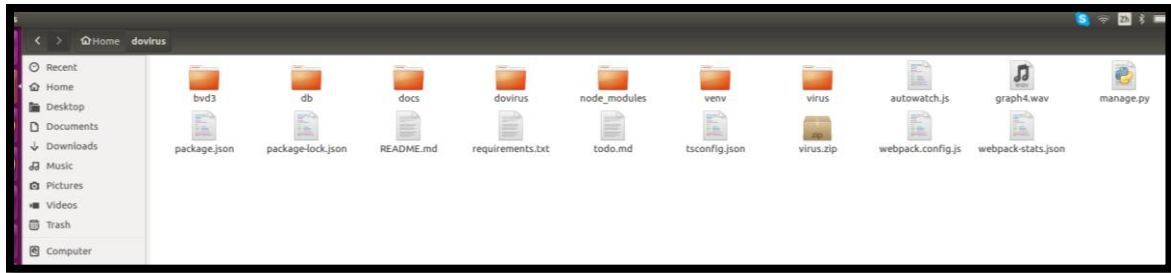 S
Zh
Home dovirus
Recent
Home
Desktop
Documents
Downloads
Music
Pictures
Videos
Trash
Computer
bvd3 db docs dovirus node_modules venv virus autowatch.js graph4.wav manage.py
package.json package-lock.json README.md requirements.txt todo.md tsconfig.json virus.zip webpack.config.js webpack-stats.json